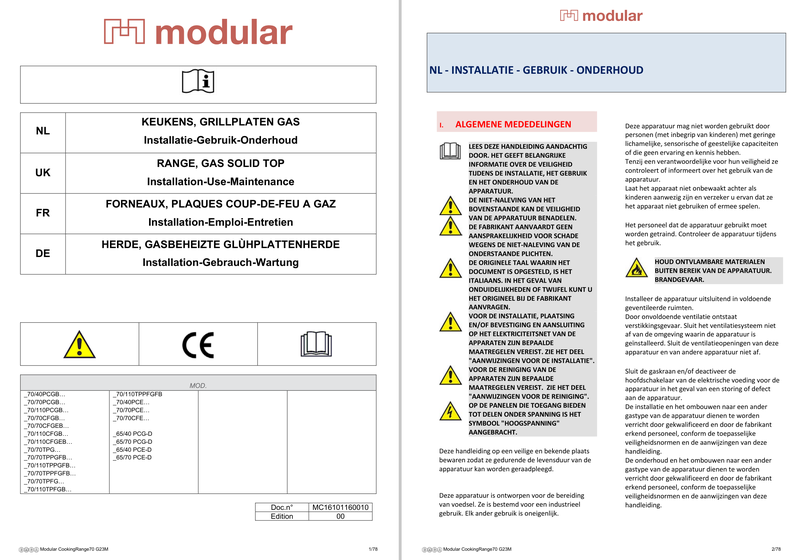 modular
NL
KEUKENS, GRILLPLATEN GAS
Installatie-Gebruik-Onderhoud
UK
RANGE, GAS SOLID TOP
Installation-Use-Maintenance
FR
FORNEAUX, PLAQUES COUP-DE-FEU A GAZ
Installation-Emploi-Entretien
DE
HERDE, GASBEHEIZTE GLÙHPLATTENHERDE
Installation-Gebrauch-Wartung
CE
MOD.
_70/40PCGB...
_70/70PCGB...
_70/110PCGB...
_70/70CFGB...
_70/70CFGEB...
_70/110CFGB...
_70/110CFGEB...
_70/70TPG...
_70/70TPPGFB...
_70/110TPPGFB...
_70/70TPPFGFB...
_70/70TPFG...
_70/110TPFGB...
_70/110TPPFGFB
_70/40PCE...
_70/70PCE...
_70/70CFE...
_65/40 PCG-D
_65/70 PCG-D
_65/40 PCE-D
_65/70 PCE-D
Doc.n° MC16101160010
Edition 00
Modular CookingRange70 G23M
1/78
modular
NL - INSTALLATIE - GEBRUIK - ONDERHOUD
I. ALGEMENE MEDEDELINGEN
LEES DEZE HANDLEIDING AANDACHTIG
DOOR. HET GEEFT BELANGRIJKE
INFORMATIE OVER DE VEILIGHEID
TIJDENS DE INSTALLATIE, HET GEBRUIK
EN HET ONDERHOUD VAN DE
APPARATUUR.
DE NIET-NALEVING VAN HET
BOVENSTAANDE KAN DE VEILIGHEID
VAN DE APPARATUUR BENADELEN.
DE FABRIKANT AANVAARDT GEEN
AANSPRAKELIJKHEID VOOR SCHADE
WEGENS DE NIET-NALEVING VAN DE
ONDERSTAANDE PLICHTEN.
DE ORIGINELE TAAL WAARIN HET
DOCUMENT IS OPGESTELD, IS HET
ITALIAANS. IN HET GEVAL VAN
ONDUIDELIJKHEDEN OF TWIJFEL KUNT U
HET ORIGINEEL BIJ DE FABRIKANT
AANVRAGEN.
VOOR DE INSTALLATIE, PLAATSING
EN/OF BEVESTIGING EN AANSLUITING
OP HET ELEKTRICITEITSNET VAN DE
APPARATEN ZIJN BEPAALDE
MAATREGELEN VEREIST. ZIE HET DEEL
"AANWIJZINGEN VOOR DE INSTALLATIE".
VOOR DE REINIGING VAN DE
APPARATEN ZIJN BEPAALDE
MAATREGELEN VEREIST. ZIE HET DEEL
"AANWIJZINGEN VOOR DE REINIGING".
OP DE PANELEN DIE TOEGANG BIEDEN
TOT DELEN ONDER SPANNING IS HET
SYMBOOL "HOOGSPANNING"
AANGEBRACHT.
Deze handleiding op een veilige en bekende plaats
bewaren zodat ze gedurende de levensduur van de
apparatuur kan worden geraadpleegd.
Deze apparatuur is ontworpen voor de bereiding
van voedsel. Ze is bestemd voor een industrieel
gebruik. Elk ander gebruik is oneigenlijk.
Deze apparatuur mag niet worden gebruikt door
personen (met inbegrip van kinderen) met geringe
lichamelijke, sensorische of geestelijke capaciteiten
of die geen ervaring en kennis hebben.
Tenzij een verantwoordelijke voor hun veiligheid ze
controleert of informeert over het gebruik van de
apparatuur.
Laat het apparaat niet onbewaakt achter als
kinderen aanwezig zijn en verzeker u ervan dat ze
het apparaat niet gebruiken of ermee spelen.
Het personeel dat de apparatuur gebruikt moet
worden getraind. Controleer de apparatuur tijdens
het gebruik.
HOUD ONTVLAMBARE MATERIALEN
BUITEN BEREIK VAN DE APPARATUUR.
BRANDGEVAAR.
Installeer de apparatuur uitsluitend in voldoende
geventileerde ruimten.
Door onvoldoende ventilatie ontstaat
verstikkingsgevaar. Sluit het ventilatiesysteem niet
af van de omgeving waarin de apparatuur is
geïnstalleerd. Sluit de ventilatieopeningen van deze
apparatuur en van andere apparatuur niet af.
Sluit de gaskraan en/of deactiveer de
hoofdschakelaar van de elektrische voeding voor de
apparatuur in het geval van een storing of defect
aan de apparatuur.
De installatie en het ombouwen naar een ander
gastype van de apparatuur dienen te worden
verricht door gekwalificeerd en door de fabrikant
erkend personeel, conform de toepasselijke
veiligheidsnormen en de aanwijzingen van deze
handleiding.
De onderhoud en het ombouwen naar een ander
gastype van de apparatuur dienen te worden
verricht door gekwalificeerd en door de fabrikant
erkend personeel, conform de toepasselijke
veiligheidsnormen en de aanwijzingen van deze
handleiding.
Modular CookingRange70 G23M
2/78